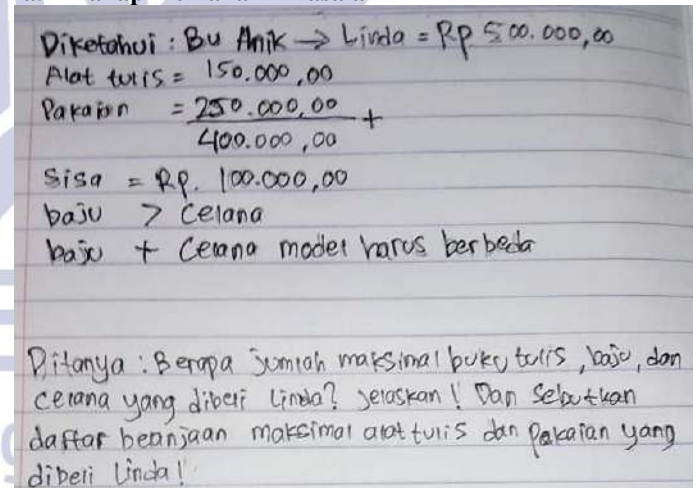 Diketahui : Bu Anik → Linda = Rp 500.000,00
Alat tulis = 150.000,00
Pakaian = 250.000,00 +
400.000,00
Sisa = Rp. 100.000,00
baju > celana
baju + Celana model harus berbeda
Ditanya : Berapa jumlah maksimal buku tulis, baju, dan
celana yang dibeli Linda? Jelaskan! Dan Sebutkan
daftar beanjaan maksimal alat tulis dan Pakaian yang
dibeli Linda!